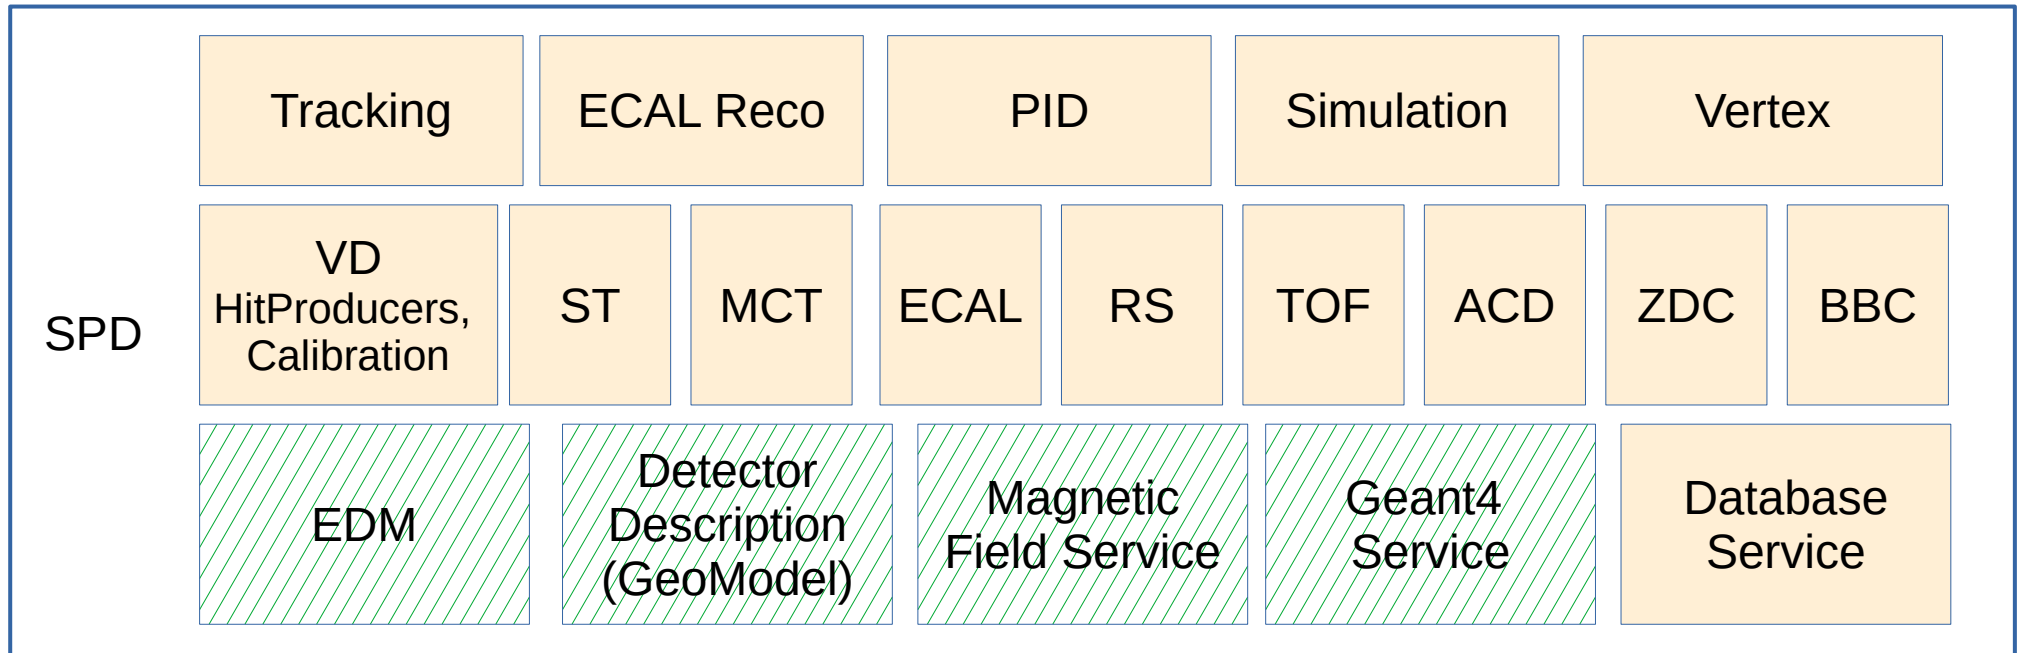 Tracking
ECAL Reco
PID
Simulation
Vertex
SPD
VD
HitProducers,
Calibration
ST
MCT
ECAL
RS
TOF
ACD
ZDC
BBC
EDM
Detector
Description
(GeoModel)
Magnetic
Field Service
Geant4
Service
Database
Service